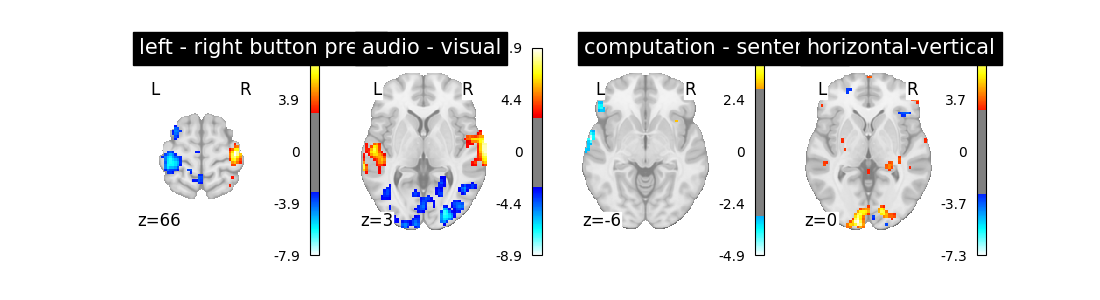 left - right button pre
audio - visual
computation - senter
horizontal-vertical
L R
L R
L R
L R
3.9
0
-3.9
-7.9
z=66
.9
4.4
0
-4.4
-8.9
z=3
2.4
0
-2.4
-4.9
z=-6
3.7
0
-3.7
-7.3
z=0